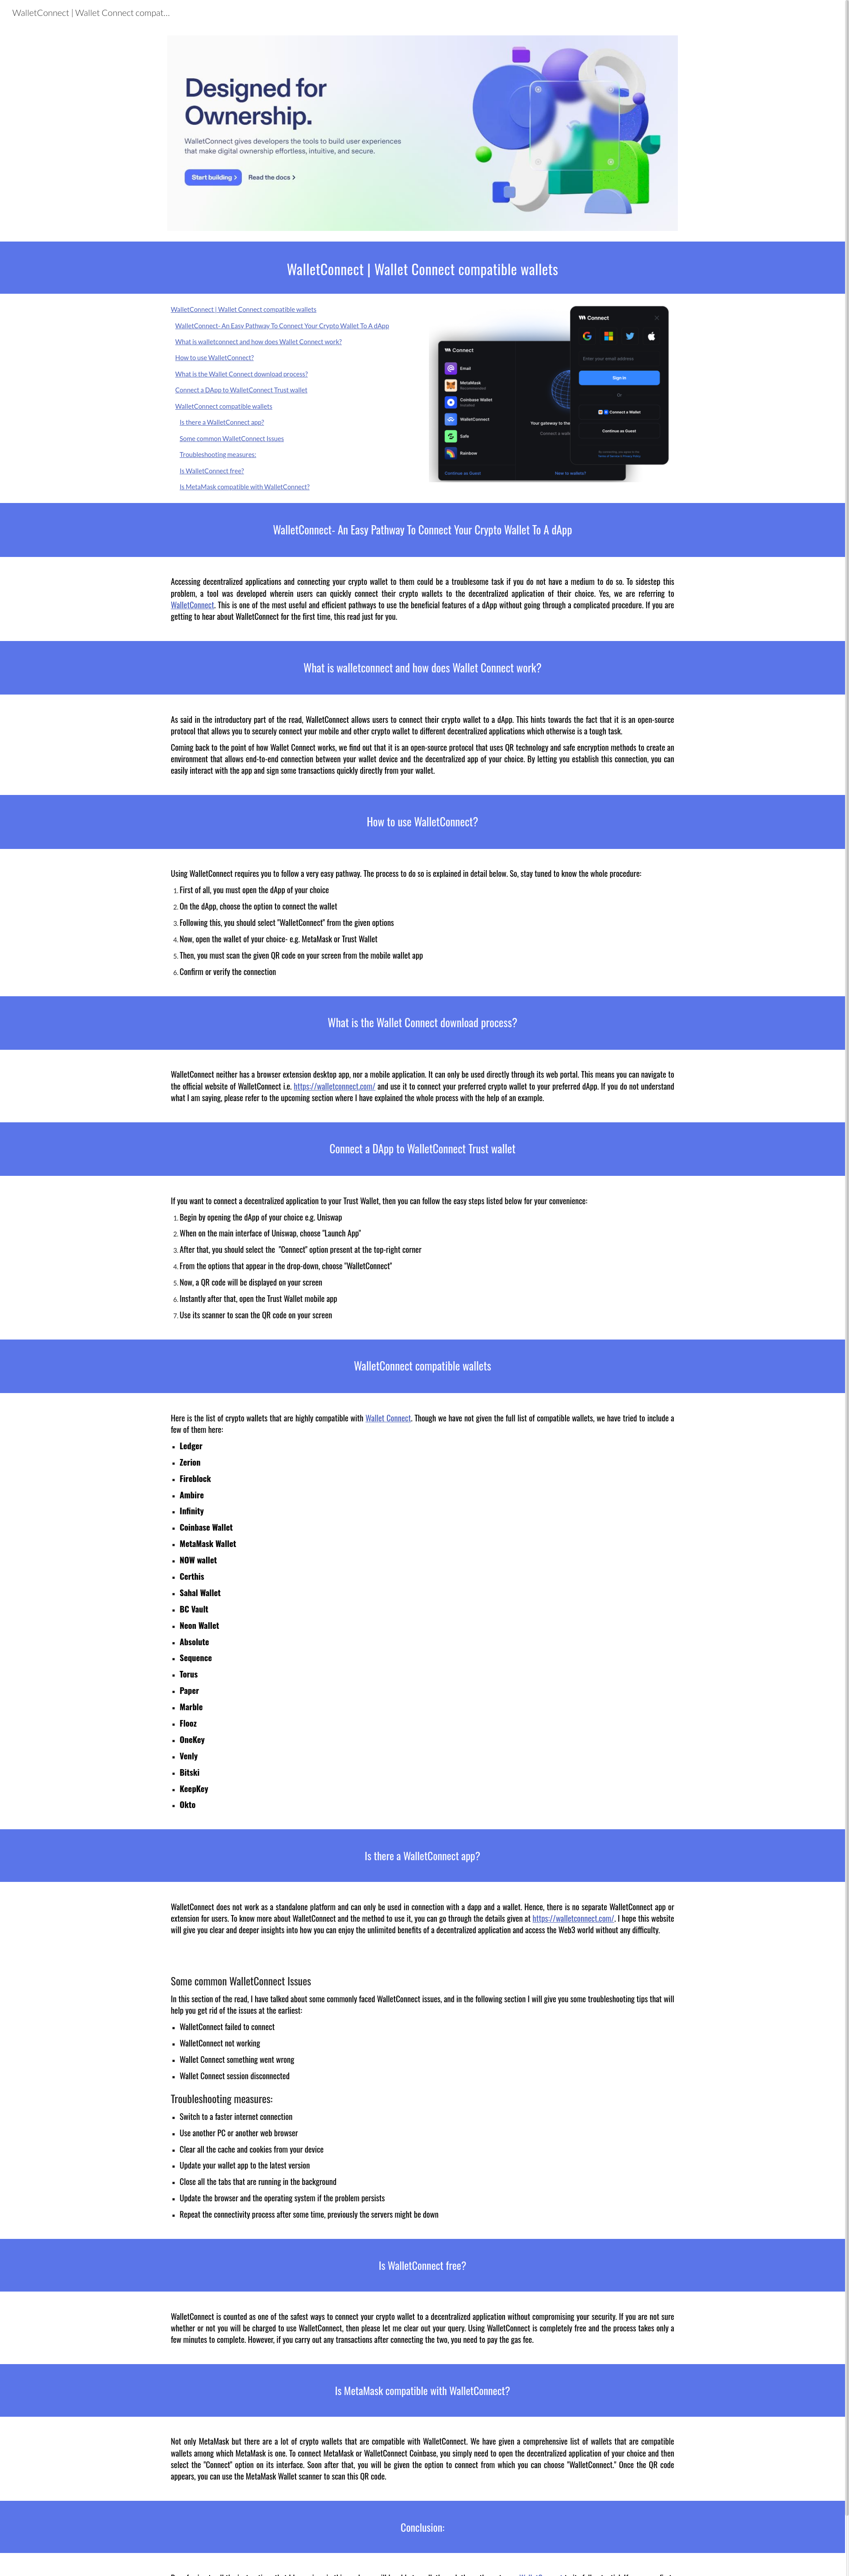 WalletConnect | Wallet Connect compat...
Designed for
Ownership.
WalletConnect gives developers the tools to build user experiences
that make digital ownership effortless, intuitive, and secure.
Start building >
Read the docs >
WalletConnect | Wallet Connect compatible wallets
WalletConnect | Wallet Connect compatible wallets
WalletConnect- An Easy Pathway To Connect Your Crypto Wallet To A dApp
What is walletconnect and how does Wallet Connect work?
How to use WalletConnect?
What is the Wallet Connect download process?
Connect a DApp to WalletConnect Trust wallet
WalletConnect compatible wallets
Is there a WalletConnect app?
Some common WalletConnect Issues
Troubleshooting measures:
Is WalletConnect free?
Is MetaMask compatible with WalletConnect?
Connect
Email
MetaMask
Recommended
Coinbase Wallet
Installed
WalletConnect
Safe
Rainbow
Continue as Guest
Your gateway to the
Connect a wall
New to wallets?
Connect
Enter your email address
Sign in
Or
Connect a Wallet
Continue as Guest
WalletConnect- An Easy Pathway To Connect Your Crypto Wallet To A dApp
Accessing decentralized applications and connecting your crypto wallet to them could be a troublesome task if you do not have a medium to do so. To sidestep this
problem, a tool was developed wherein users can quickly connect their crypto wallets to the decentralized application of their choice. Yes, we are referring to
WalletConnect. This is one of the most useful and efficient pathways to use the beneficial features of a dApp without going through a complicated procedure. If you are
getting to hear about WalletConnect for the first time, this read just for you.
What is walletconnect and how does Wallet Connect work?
As said in the introductory part of the read, WalletConnect allows users to connect their crypto wallet to a dApp. This hints towards the fact that it is an open-source
protocol that allows you to securely connect your mobile and other crypto wallet to different decentralized applications which otherwise is a tough task.
Coming back to the point of how Wallet Connect works, we find out that it is an open-source protocol that uses QR technology and safe encryption methods to create an
environment that allows end-to-end connection between your wallet device and the decentralized app of your choice. By letting you establish this connection, you can
easily interact with the app and sign some transactions quickly directly from your wallet.
How to use WalletConnect?
Using WalletConnect requires you to follow a very easy pathway. The process to do so is explained in detail below. So, stay tuned to know the whole procedure:
1. First of all, you must open the dApp of your choice
2. On the dApp, choose the option to connect the wallet
3. Following this, you should select "WalletConnect" from the given options
4. Now, open the wallet of your choice- e.g. MetaMask or Trust Wallet
5. Then, you must scan the given QR code on your screen from the mobile wallet app
6. Confirm or verify the connection
What is the Wallet Connect download process?
WalletConnect neither has a browser extension desktop app, nor a mobile application. It can only be used directly through its web portal. This means you can navigate to
the official website of WalletConnect i.e. https://walletconnect.com/ and use it to connect your preferred crypto wallet to your preferred dApp. If you do not understand
what I am saying, please refer to the upcoming section where I have explained the whole process with the help of an example.
Connect a DApp to WalletConnect Trust wallet
If you want to connect a decentralized application to your Trust Wallet, then you can follow the easy steps listed below for your convenience:
1. Begin by opening the dApp of your choice e.g. Uniswap
2. When on the main interface of Uniswap, choose "Launch App"
3. After that, you should select the "Connect" option present at the top-right corner
4. From the options that appear in the drop-down, choose "WalletConnect"
5. Now, a QR code will be displayed on your screen
6. Instantly after that, open the Trust Wallet mobile app
7. Use its scanner to scan the QR code on your screen
WalletConnect compatible wallets
Here is the list of crypto wallets that are highly compatible with Wallet Connect. Though we have not given the full list of compatible wallets, we have tried to include a
few of them here:
Ledger
Zerion
Fireblock
Ambire
Infinity
Coinbase Wallet
MetaMask Wallet
NOW wallet
Certhis
Sahal Wallet
BC Vault
Neon Wallet
Absolute
Sequence
Torus
Paper
Marble
Flooz
OneKey
Venly
Bitski
KeepKey
Okto
Is there a WalletConnect app?
WalletConnect does not work as a standalone platform and can only be used in connection with a dapp and a wallet. Hence, there is no separate WalletConnect app or
extension for users. To know more about WalletConnect and the method to use it, you can go through the details given at https://walletconnect.com/. I hope this website
will give you clear and deeper insights into how you can enjoy the unlimited benefits of a decentralized application and access the Web3 world without any difficulty.
Some common WalletConnect Issues
In this section of the read, I have talked about some commonly faced WalletConnect issues, and in the following section I will give you some troubleshooting tips that will
help you get rid of the issues at the earliest:
WalletConnect failed to connect
WalletConnect not working
Wallet Connect something went wrong
Wallet Connect session disconnected
Troubleshooting measures:
Switch to a faster internet connection
Use another PC or another web browser
Clear all the cache and cookies from your device
Update your wallet app to the latest version
Close all the tabs that are running in the background
Update the browser and the operating system if the problem persists
Repeat the connectivity process after some time, previously the servers might be down
Is WalletConnect free?
WalletConnect is counted as one of the safest ways to connect your crypto wallet to a decentralized application without compromising your security. If you are not sure
whether or not you will be charged to use WalletConnect, then please let me clear out your query. Using WalletConnect is completely free and the process takes only a
few minutes to complete. However, if you carry out any transactions after connecting the two, you need to pay the gas fee.
Is MetaMask compatible with WalletConnect?
Not only MetaMask but there are a lot of crypto wallets that are compatible with WalletConnect. We have given a comprehensive list of wallets that are compatible
wallets among which MetaMask is one. To connect MetaMask or WalletConnect Coinbase, you simply need to open the decentralized application of your choice and then
select the "Connect" option on its interface. Soon after that, you will be given the option to connect from which you can choose "WalletConnect." Once the QR code
appears, you can use the MetaMask Wallet scanner to scan this QR code.
Conclusion: